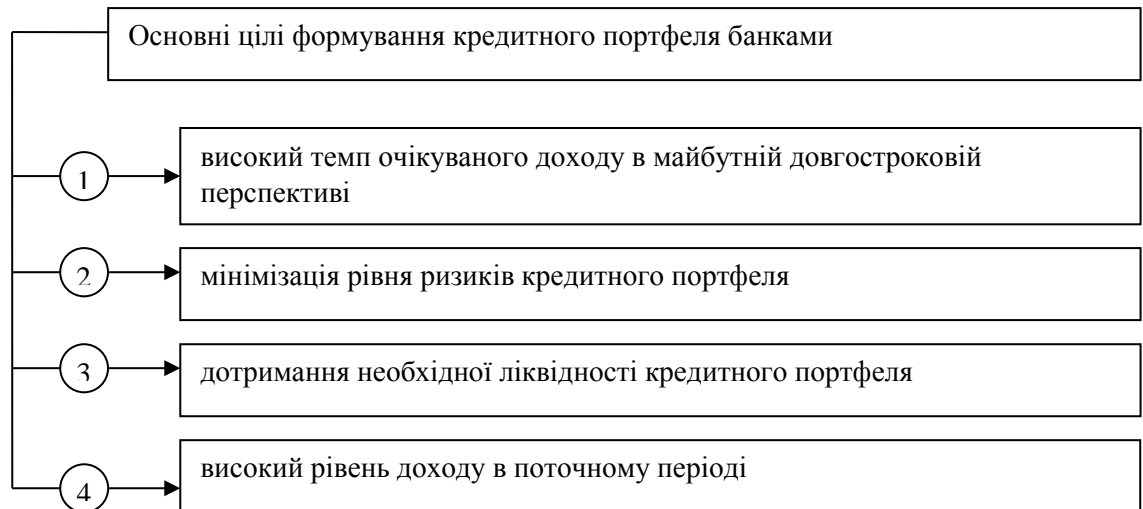 Основні цілі формування кредитного портфеля банками
1
високий темп очікуваного доходу в майбутній довгостроковій
перспективі
2
мінімізація рівня ризиків кредитного портфеля
3
дотримання необхідної ліквідності кредитного портфеля
4
високий рівень доходу в поточному періоді